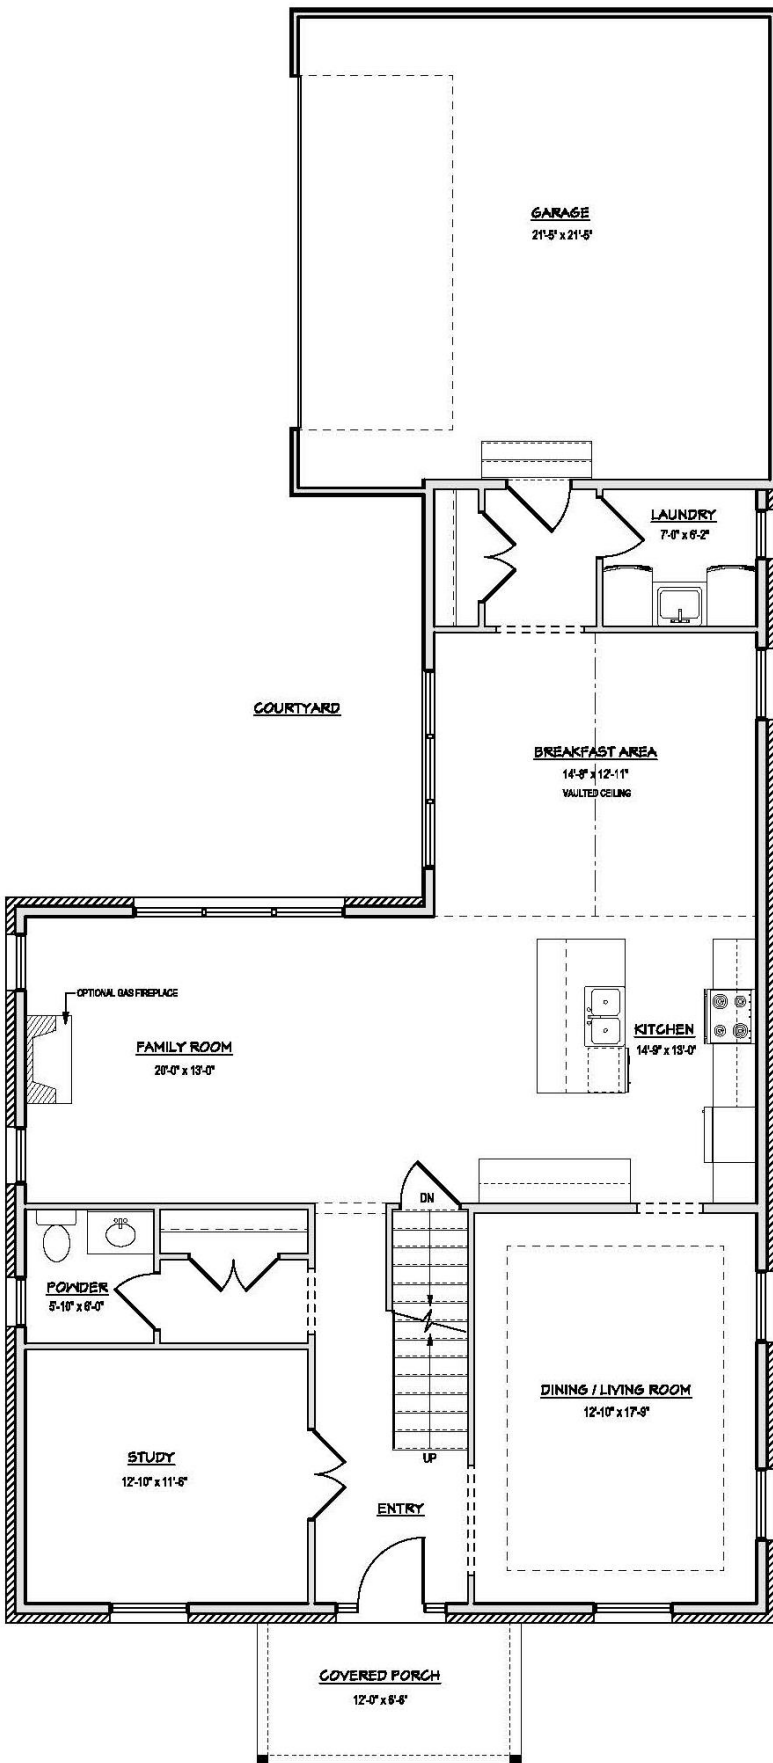 GARAGE
21'-5" x 21'-5"
LAUNDRY
7'-0" x 6'-2"
COURTYARD
BREAKFAST AREA
14'-8" x 12'-11"
VAULTED CEILING
OPTIONAL GAS FIREPLACE
FAMILY ROOM
20'-0" x 13'-0"
KITCHEN
14'-9" x 13'-0"
DN
POWDER
5'-10" x 6'-0"
DINING / LIVING ROOM
12'-10" x 17'-9"
STUDY
12'-10" x 11'-6"
UP
ENTRY
COVERED PORCH
12'-0" x 6'-6"